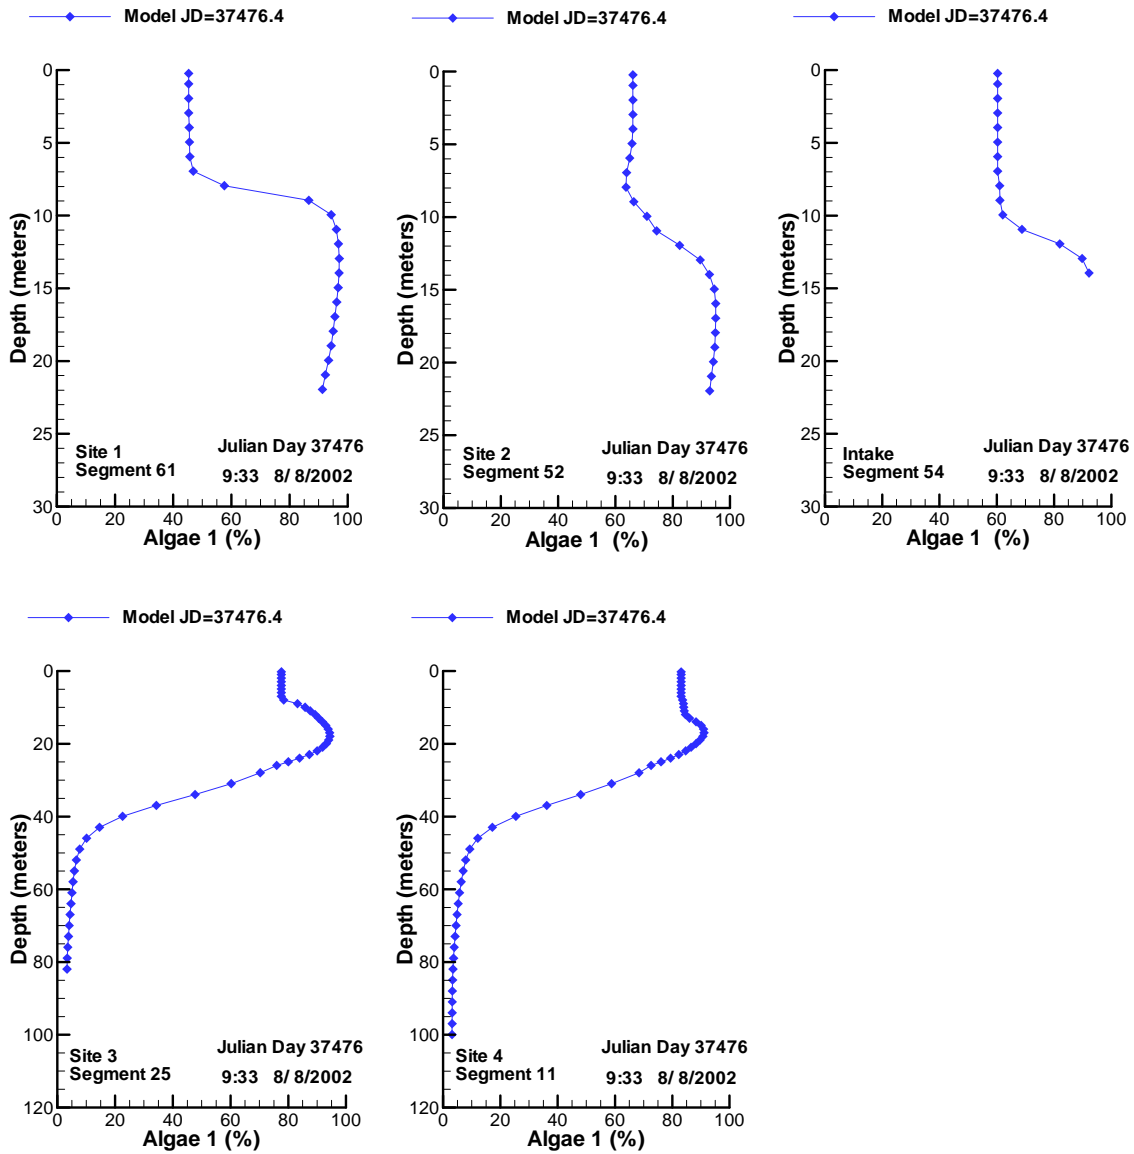 Model JD=37476.4
Model JD=37476.4
Model JD=37476.4
0
5
10
15
20
25
30
Depth (meters)
Site 1
Segment 61
Julian Day 37476
9:33 8/ 8/2002
0 20 40 60 80 100
Algae 1 (%)
0
5
10
15
20
25
30
Depth (meters)
Site 2
Segment 52
Julian Day 37476
9:33 8/ 8/2002
0 20 40 60 80 100
Algae 1 (%)
0
5
10
15
20
25
30
Depth (meters)
Intake
Segment 54
Julian Day 37476
9:33 8/ 8/2002
0 20 40 60 80 100
Algae 1 (%)
Model JD=37476.4
Model JD=37476.4
0
20
40
60
80
100
120
Depth (meters)
Site 3
Segment 25
Julian Day 37476
9:33 8/ 8/2002
0 20 40 60 80 100
Algae 1 (%)
0
20
40
60
80
100
120
Depth (meters)
Site 4
Segment 11
Julian Day 37476
9:33 8/ 8/2002
0 20 40 60 80 100
Algae 1 (%)